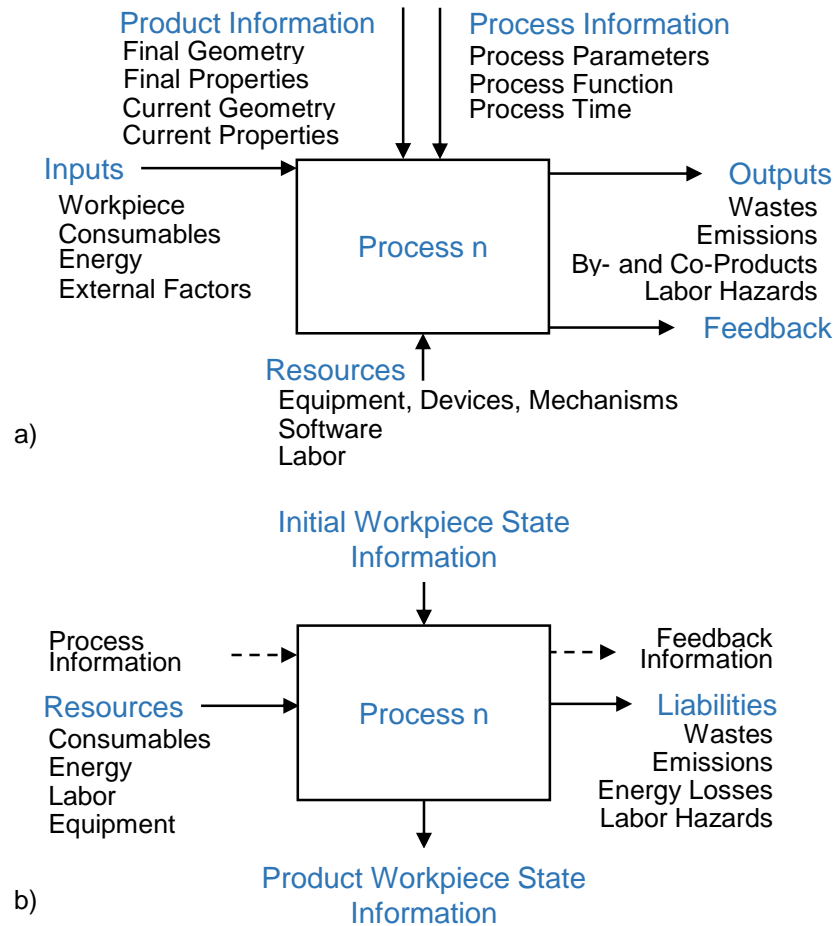 Product Information
Final Geometry
Final Properties
Current Geometry
Current Properties
Process Information
Process Parameters
Process Function
Process Time
Inputs
Workpiece
Consumables
Energy
External Factors
Process n
Outputs
Wastes
Emissions
By- and Co-Products
Labor Hazards
Feedback
Resources
Equipment, Devices, Mechanisms
Software
Labor
a)
Initial Workpiece State
Information
Process
Information
Resources
Consumables
Energy
Labor
Equipment
Process n
Feedback
Information
Liabilities
Wastes
Emissions
Energy Losses
Labor Hazards
Product Workpiece State
Information
b)